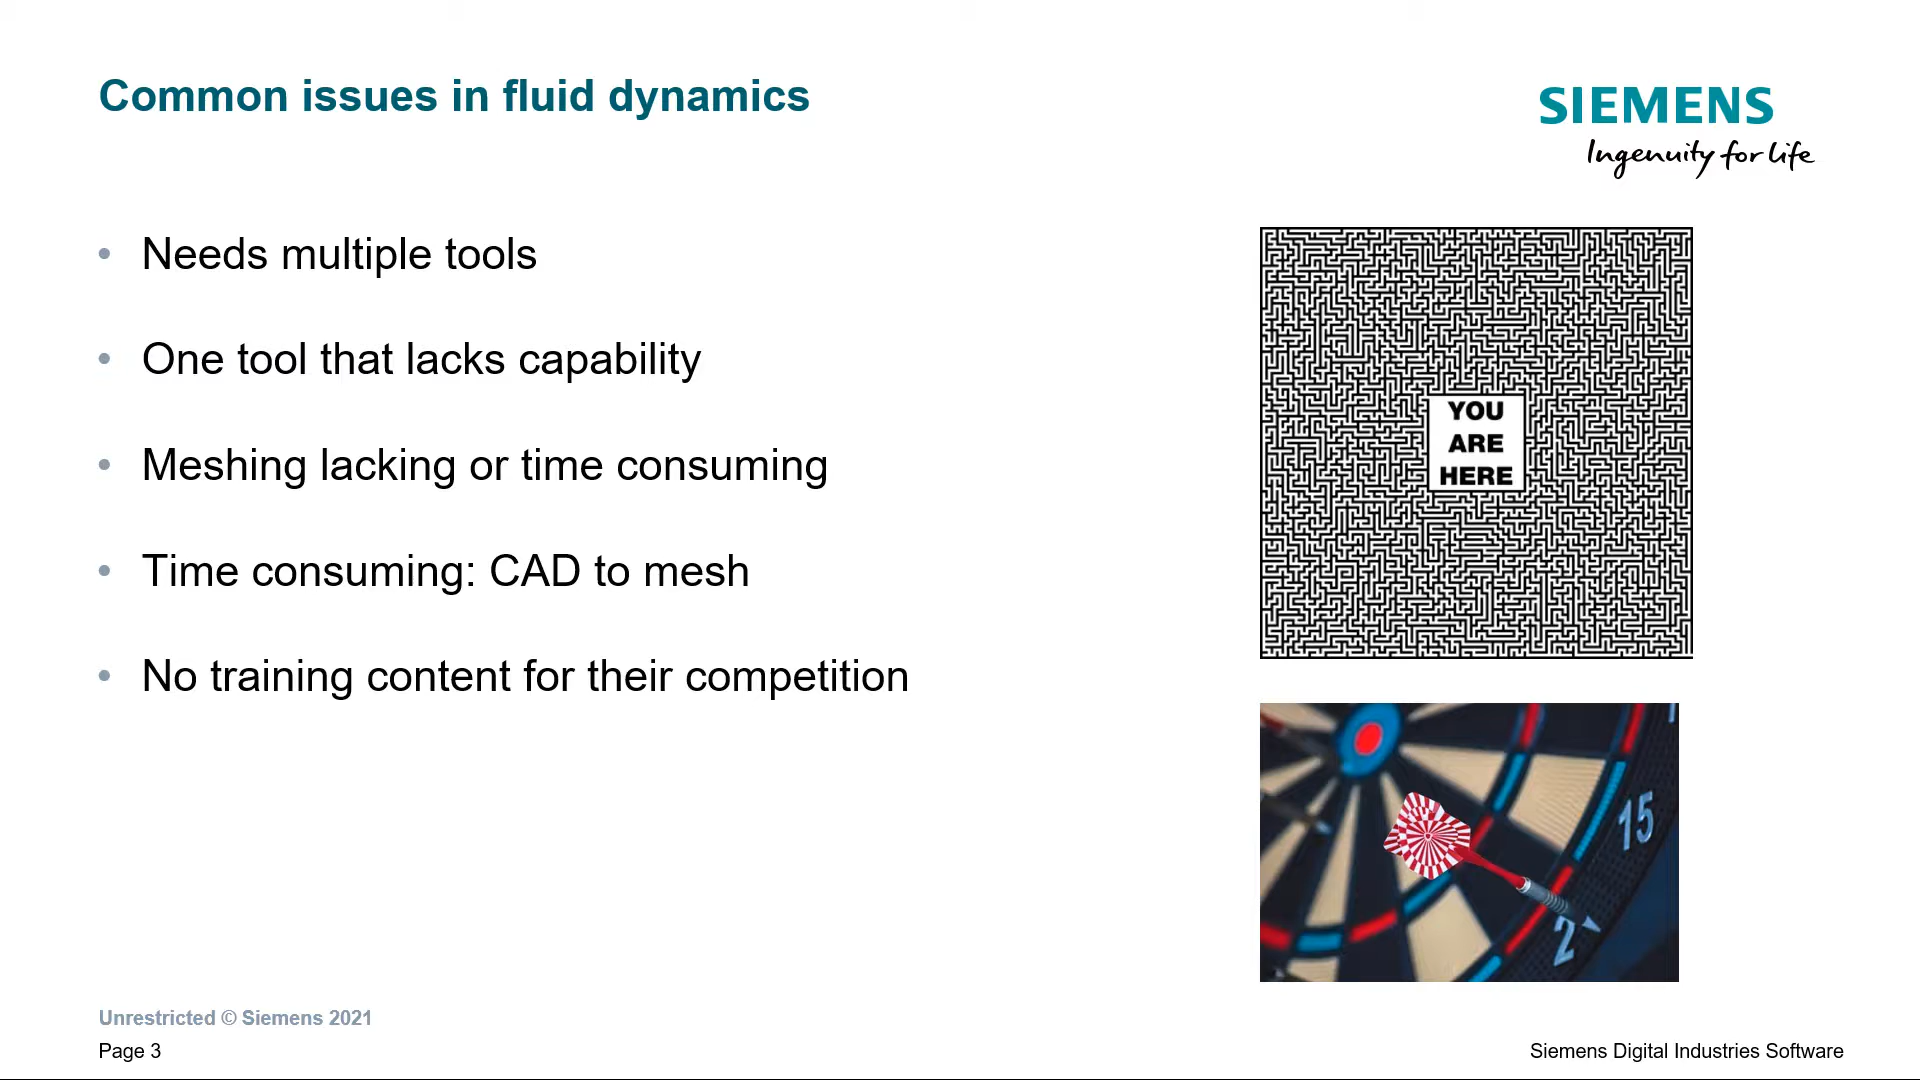 Common issues in fluid dynamics
SIEMENS
Ingenuity for life
• Needs multiple tools
• One tool that lacks capability
• Meshing lacking or time consuming
• Time consuming: CAD to mesh
• No training content for their competition
YOU
ARE
HERE
15
2
Unrestricted © Siemens 2021
Page 3
Siemens Digital Industries Software